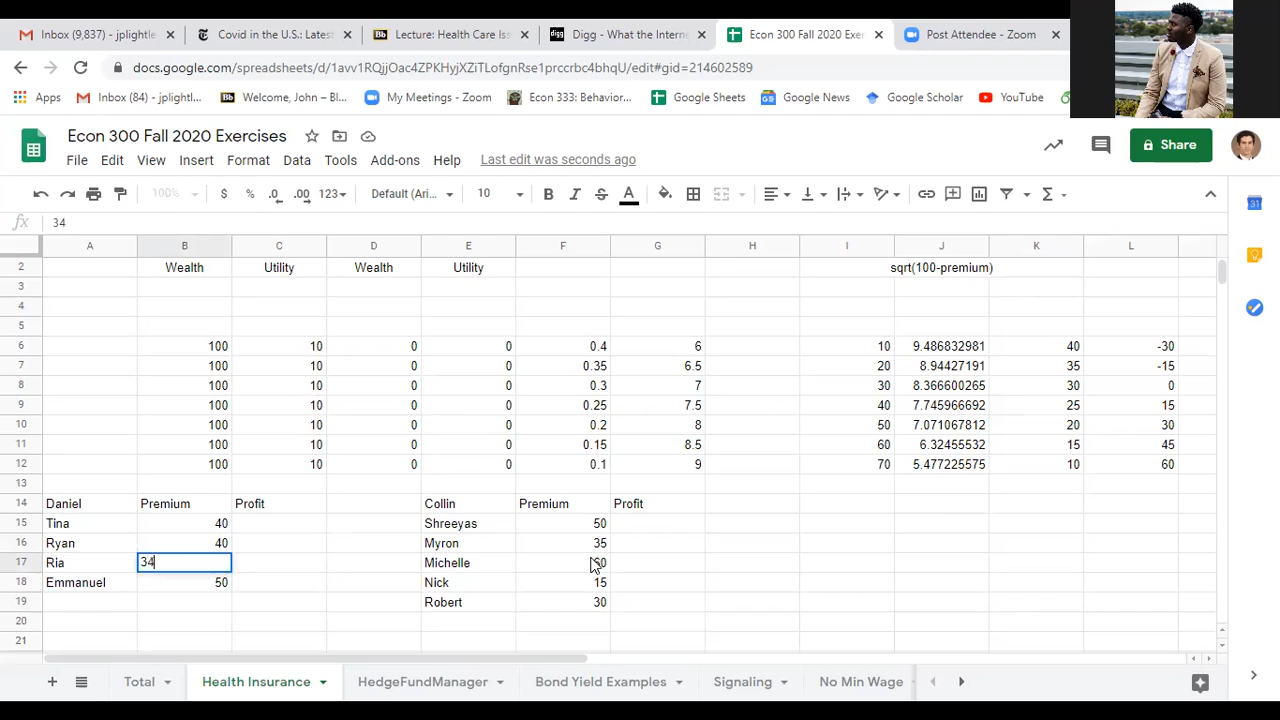 Inbox (9,837) - jplightle
Covid in the U.S.: Latest
Lecture: Health Care Is
Digg - What the Intern
Econ 300 Fall 2020 Exer
Post Attendee - Zoom
Apps
Inbox (84) - jplightl...
Welcome John – Bl...
My Meetings - Zoom
Econ 333: Behavior...
Google Sheets
Google News
Google Scholar
YouTube
Econ 300 Fall 2020 Exercises
File Edit View Insert Format Data Tools Add-ons Help Last edit was seconds ago
Share
100% $ % .0 .00 123 Default (Ari... 10 B I S A
fx 34
A B C D E F G H I J K L
2 Wealth Utility Wealth Utility sqrt(100-premium)
3
4
5
6 100 10 0 0 0.4 6 10 9.486832981 40 -30
7 100 10 0 0 0.35 6.5 20 8.94427191 35 -15
8 100 10 0 0 0.3 7 30 8.366600265 30 0
9 100 10 0 0 0.25 7.5 40 7.745966692 25 15
10 100 10 0 0 0.2 8 50 7.071067812 20 30
11 100 10 0 0 0.15 8.5 60 6.32455532 15 45
12 100 10 0 0 0.1 9 70 5.477225575 10 60
13
14 Daniel Premium Profit Collin Premium Profit
15 Tina 40 Shreeyas 50
16 Ryan 40 Myron 35
17 Ria 34 Michelle
18 Emmanuel 50 Nick 15
19 Robert 30
20
21
Total Health Insurance HedgeFundManager Bond Yield Examples Signaling No Min Wage